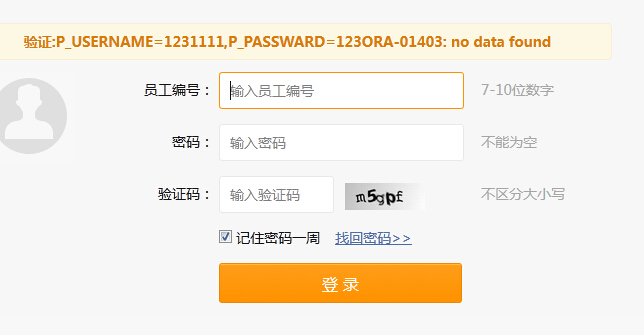 验证:P_USERNAME=1231111,P_PASSWARD=123ORA-01403: no data found
员工编号： 输入员工编号 7-10位数字
密码： 输入密码 不能为空
验证码： 输入验证码 m5gpf 不区分大小写
记住密码一周 找回密码>>
登 录